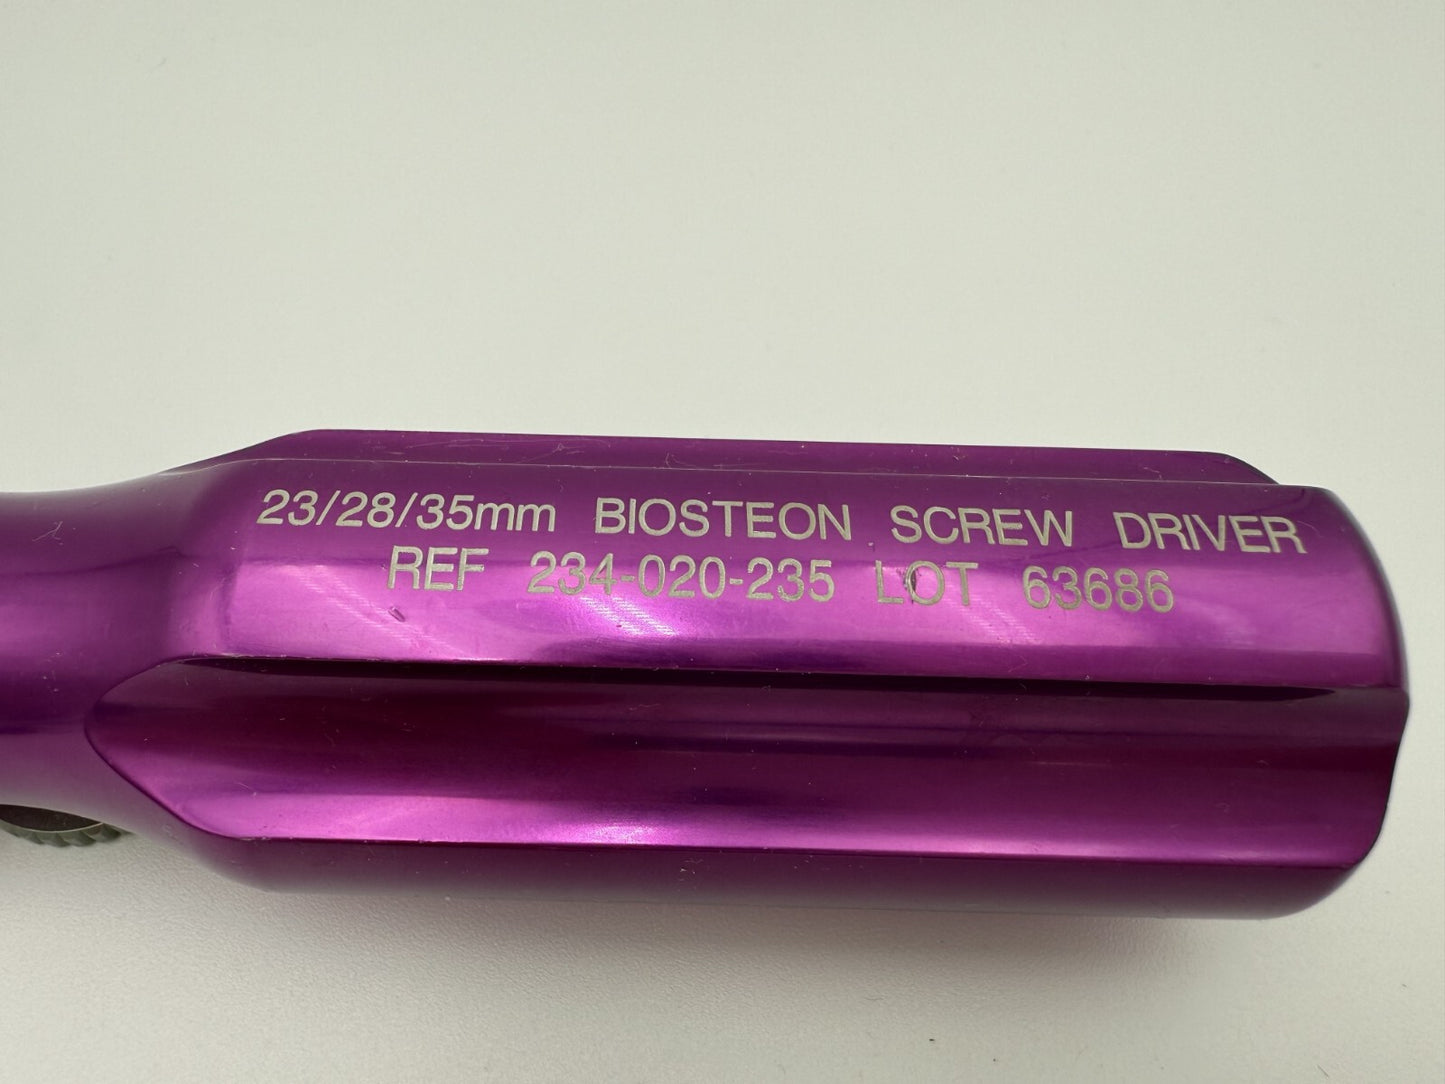 23/28/35mm BIOSTEON SCREW DRIVER
REF 234-020-235 LOT 63686